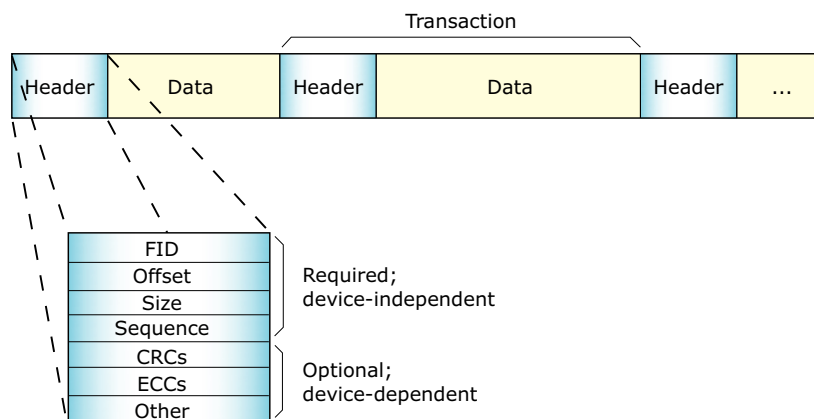 Transaction
Header Data Header Data Header ...
FID
Offset
Size
Sequence
CRCs
ECCs
Other
Required;
device-independent
Optional;
device-dependent